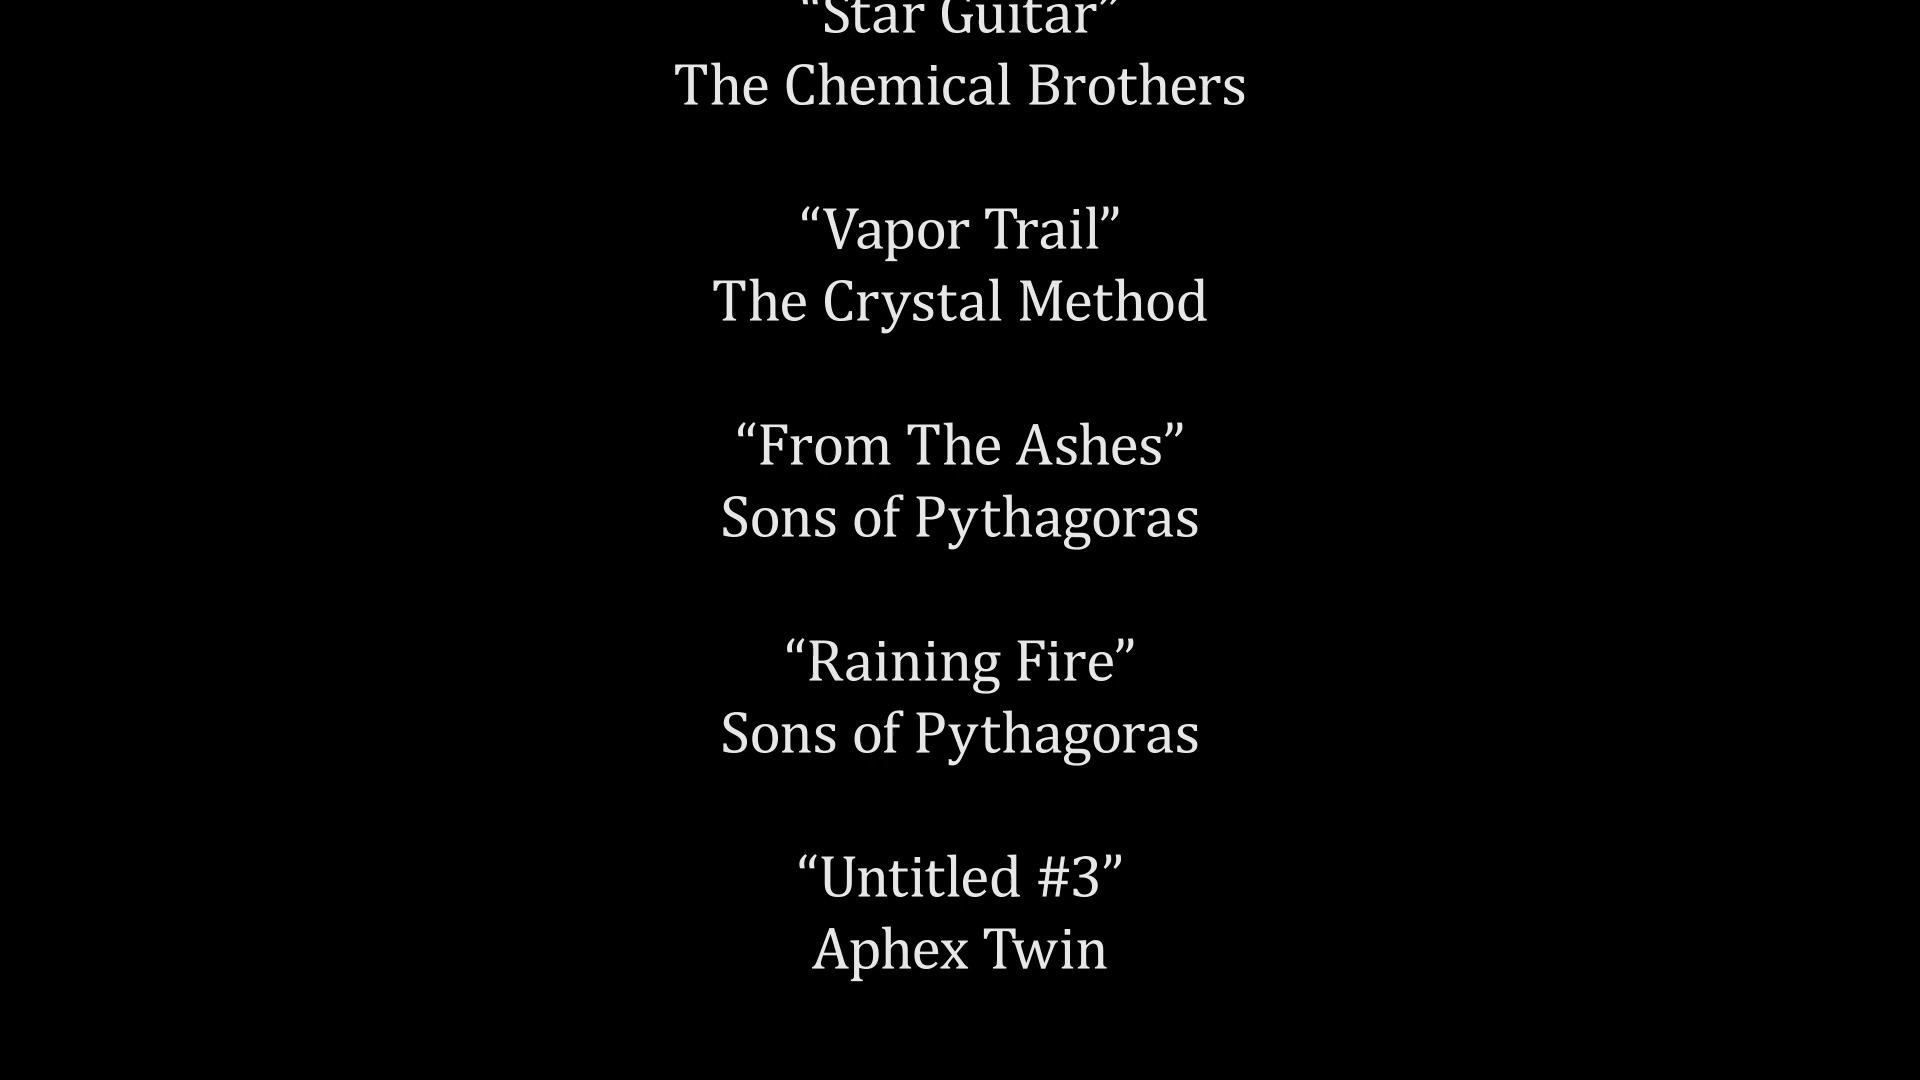 “Star Guitar”
The Chemical Brothers
“Vapor Trail”
The Crystal Method
“From The Ashes”
Sons of Pythagoras
“Raining Fire”
Sons of Pythagoras
“Untitled #3”
Aphex Twin